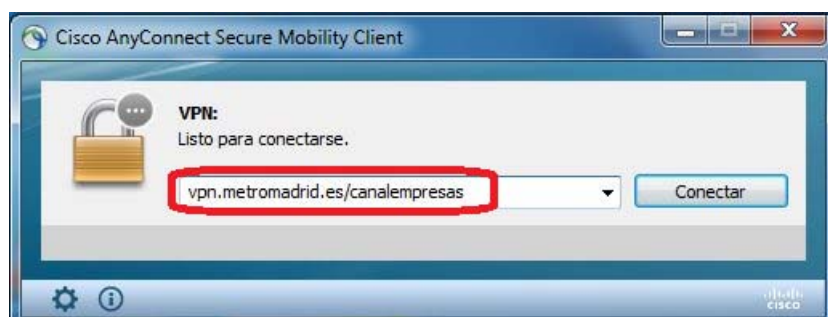 Cisco AnyConnect Secure Mobility Client
VPN:
Listo para conectarse.
vpn.metromadrid.es/canalempresas
Conectar
CISCO